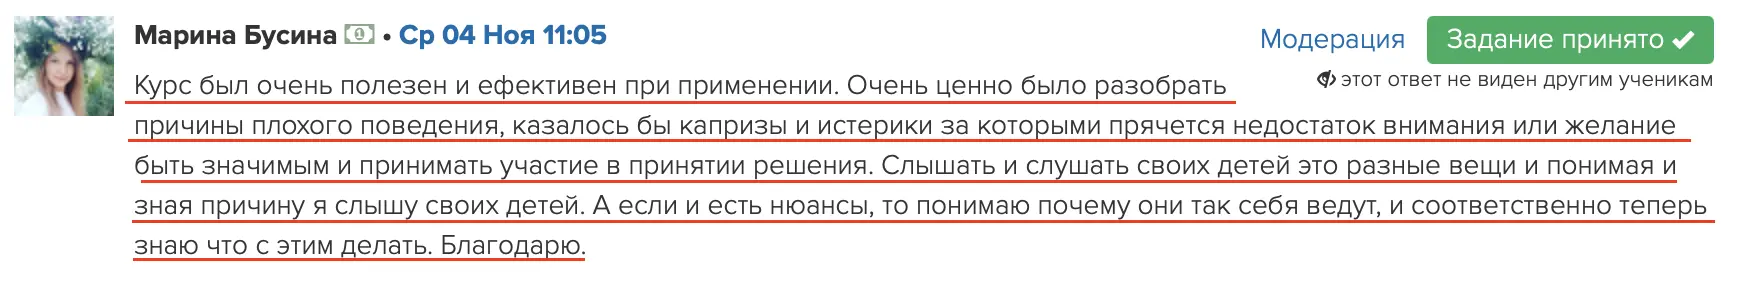 Марина Бусина • Ср 04 Ноя 11:05
Модерация
Задание принято
этот ответ не виден другим ученикам
Курс был очень полезен и ефективен при применении. Очень ценно было разобрать
причины плохого поведения, казалось бы капризы и истерики за которыми прячется недостаток внимания или желание
быть значимым и принимать участие в принятии решения. Слышать и слушать своих детей это разные вещи и понимая и
зная причину я слышу своих детей. А если и есть нюансы, то понимаю почему они так себя ведут, и соответственно теперь
знаю что с этим делать. Благодарю.